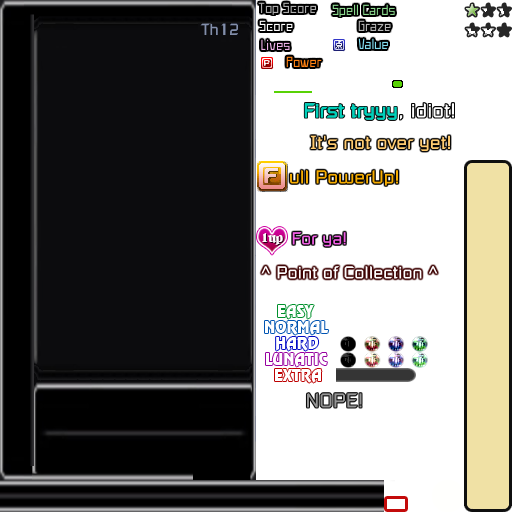 Th12
Top Score Spell Cards
Score Graze
Lives Value
P Power
First tryyy, idiot!
It's not over yet!
Full PowerUp!
1up For ya!
^ Point of Collection ^
EASY
NORMAL
HARD
LUNATIC
EXTRA
NOPE!